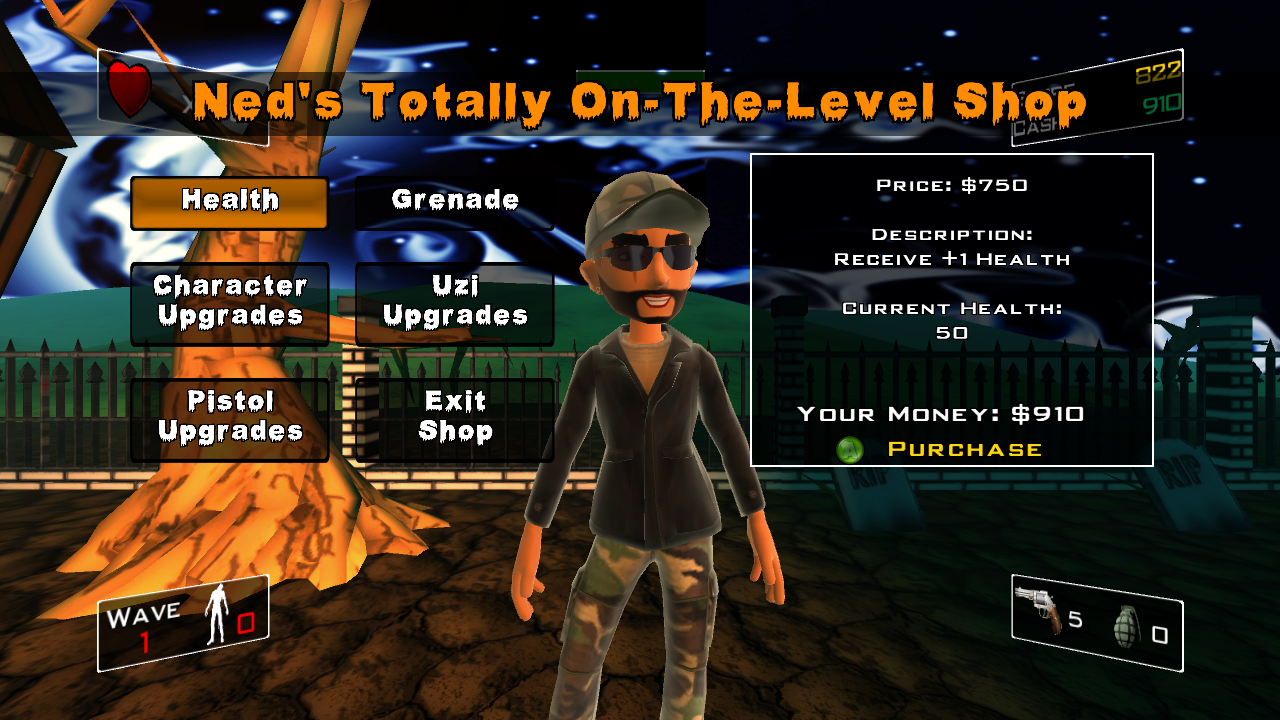 Ned's Totally On-The-Level Shop
822
910
CASH
Health
Grenade
Character
Upgrades
Uzi
Upgrades
Pistol
Upgrades
Exit
Shop
PRICE: $750
DESCRIPTION:
RECEIVE +1 HEALTH
CURRENT HEALTH:
50
YOUR MONEY: $910
A PURCHASE
RIP
RIP
WAVE
1
0
5
0